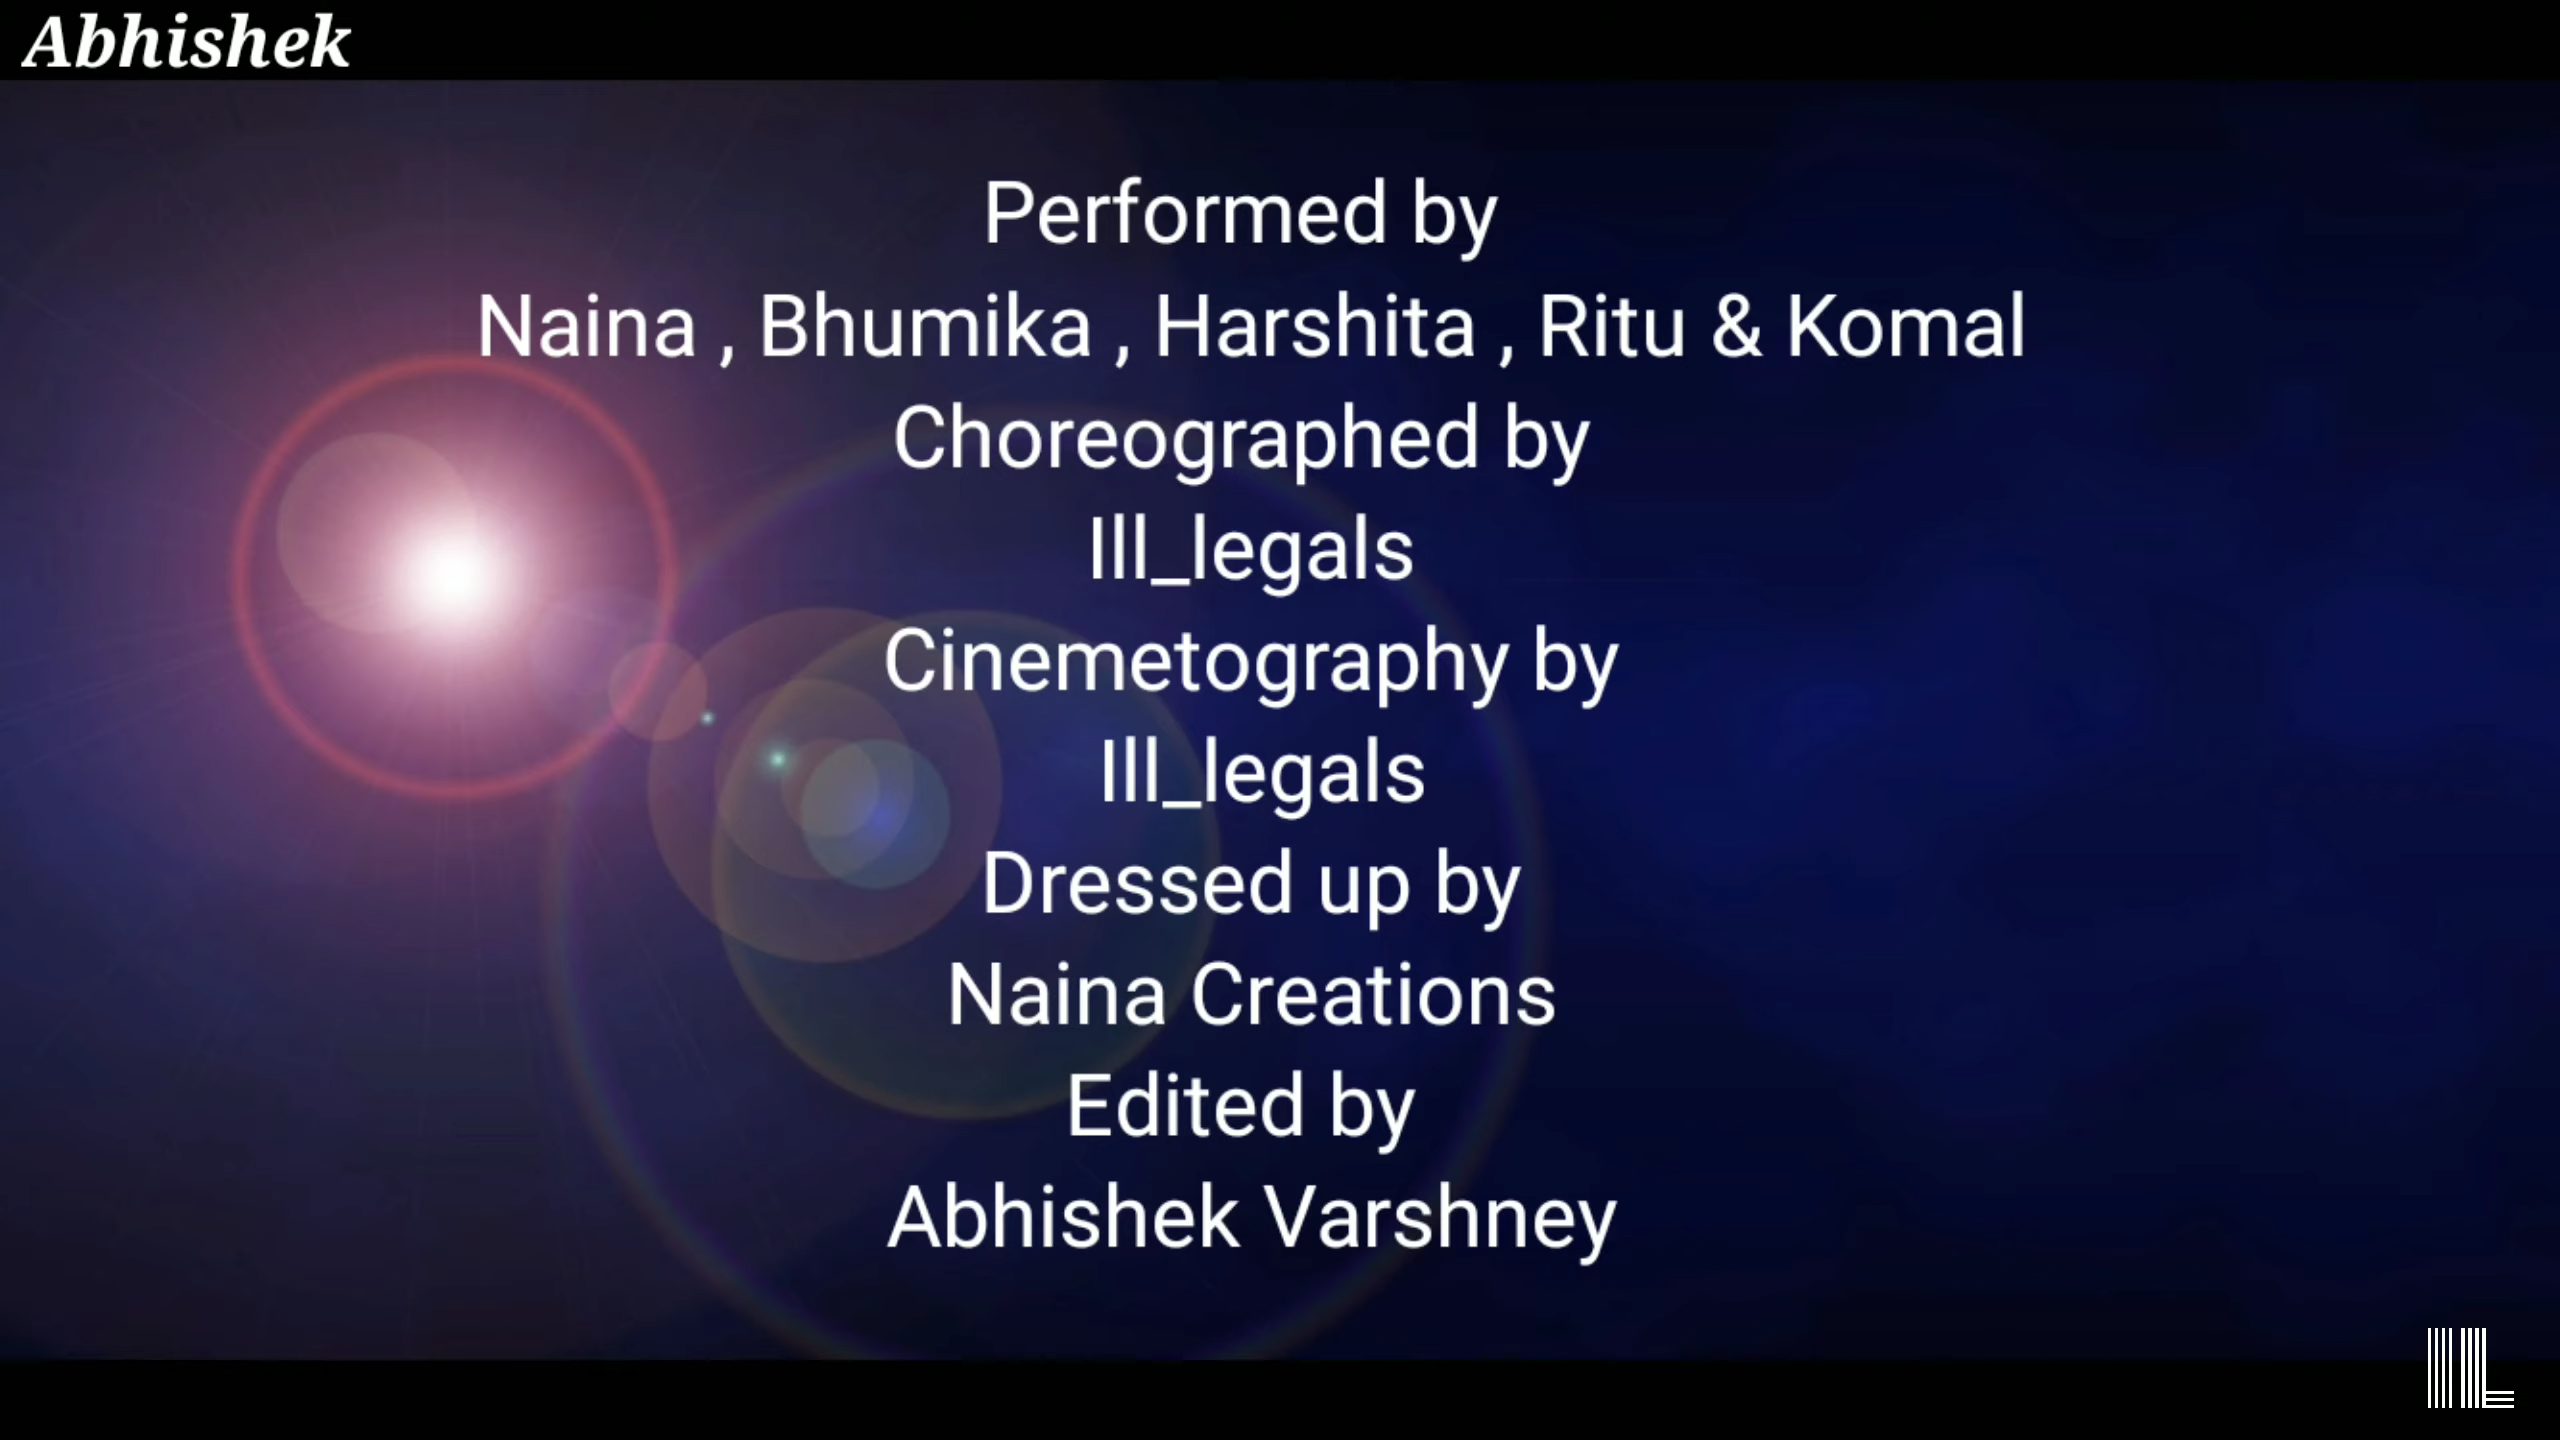 Abhishek
Performed by
Naina , Bhumika , Harshita , Ritu & Komal
Choreographed by
Ill_legals
Cinemetography by
Ill_legals
Dressed up by
Naina Creations
Edited by
Abhishek Varshney
IL